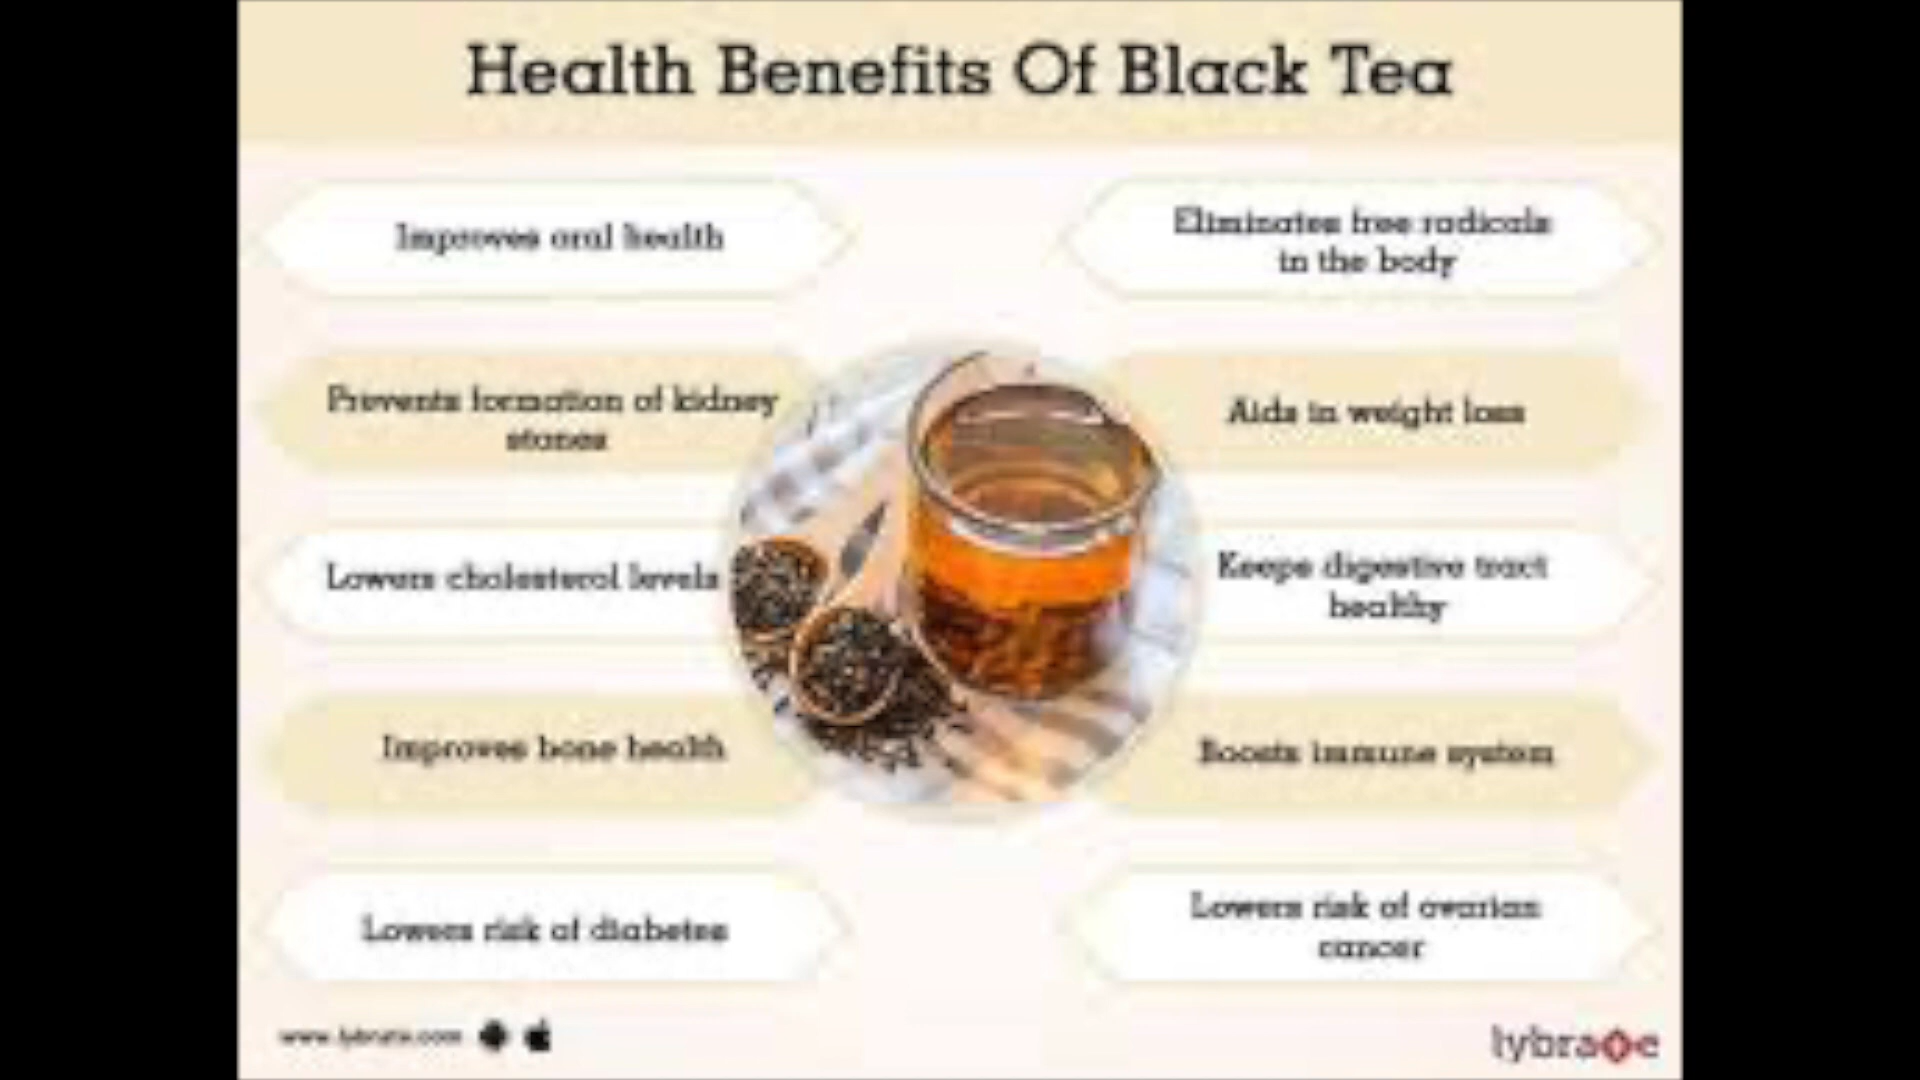 Health Benefits Of Black Tea
Improves oral health
Eliminates free radicals
in the body
Prevents formation of kidney
stones
Aids in weight loss
Lowers cholesterol levels
Keeps digestive tract
healthy
Improves bone health
Boosts immune system
Lowers risk of diabetes
Lowers risk of ovarian
cancer
www.lybrate.com
lybrate